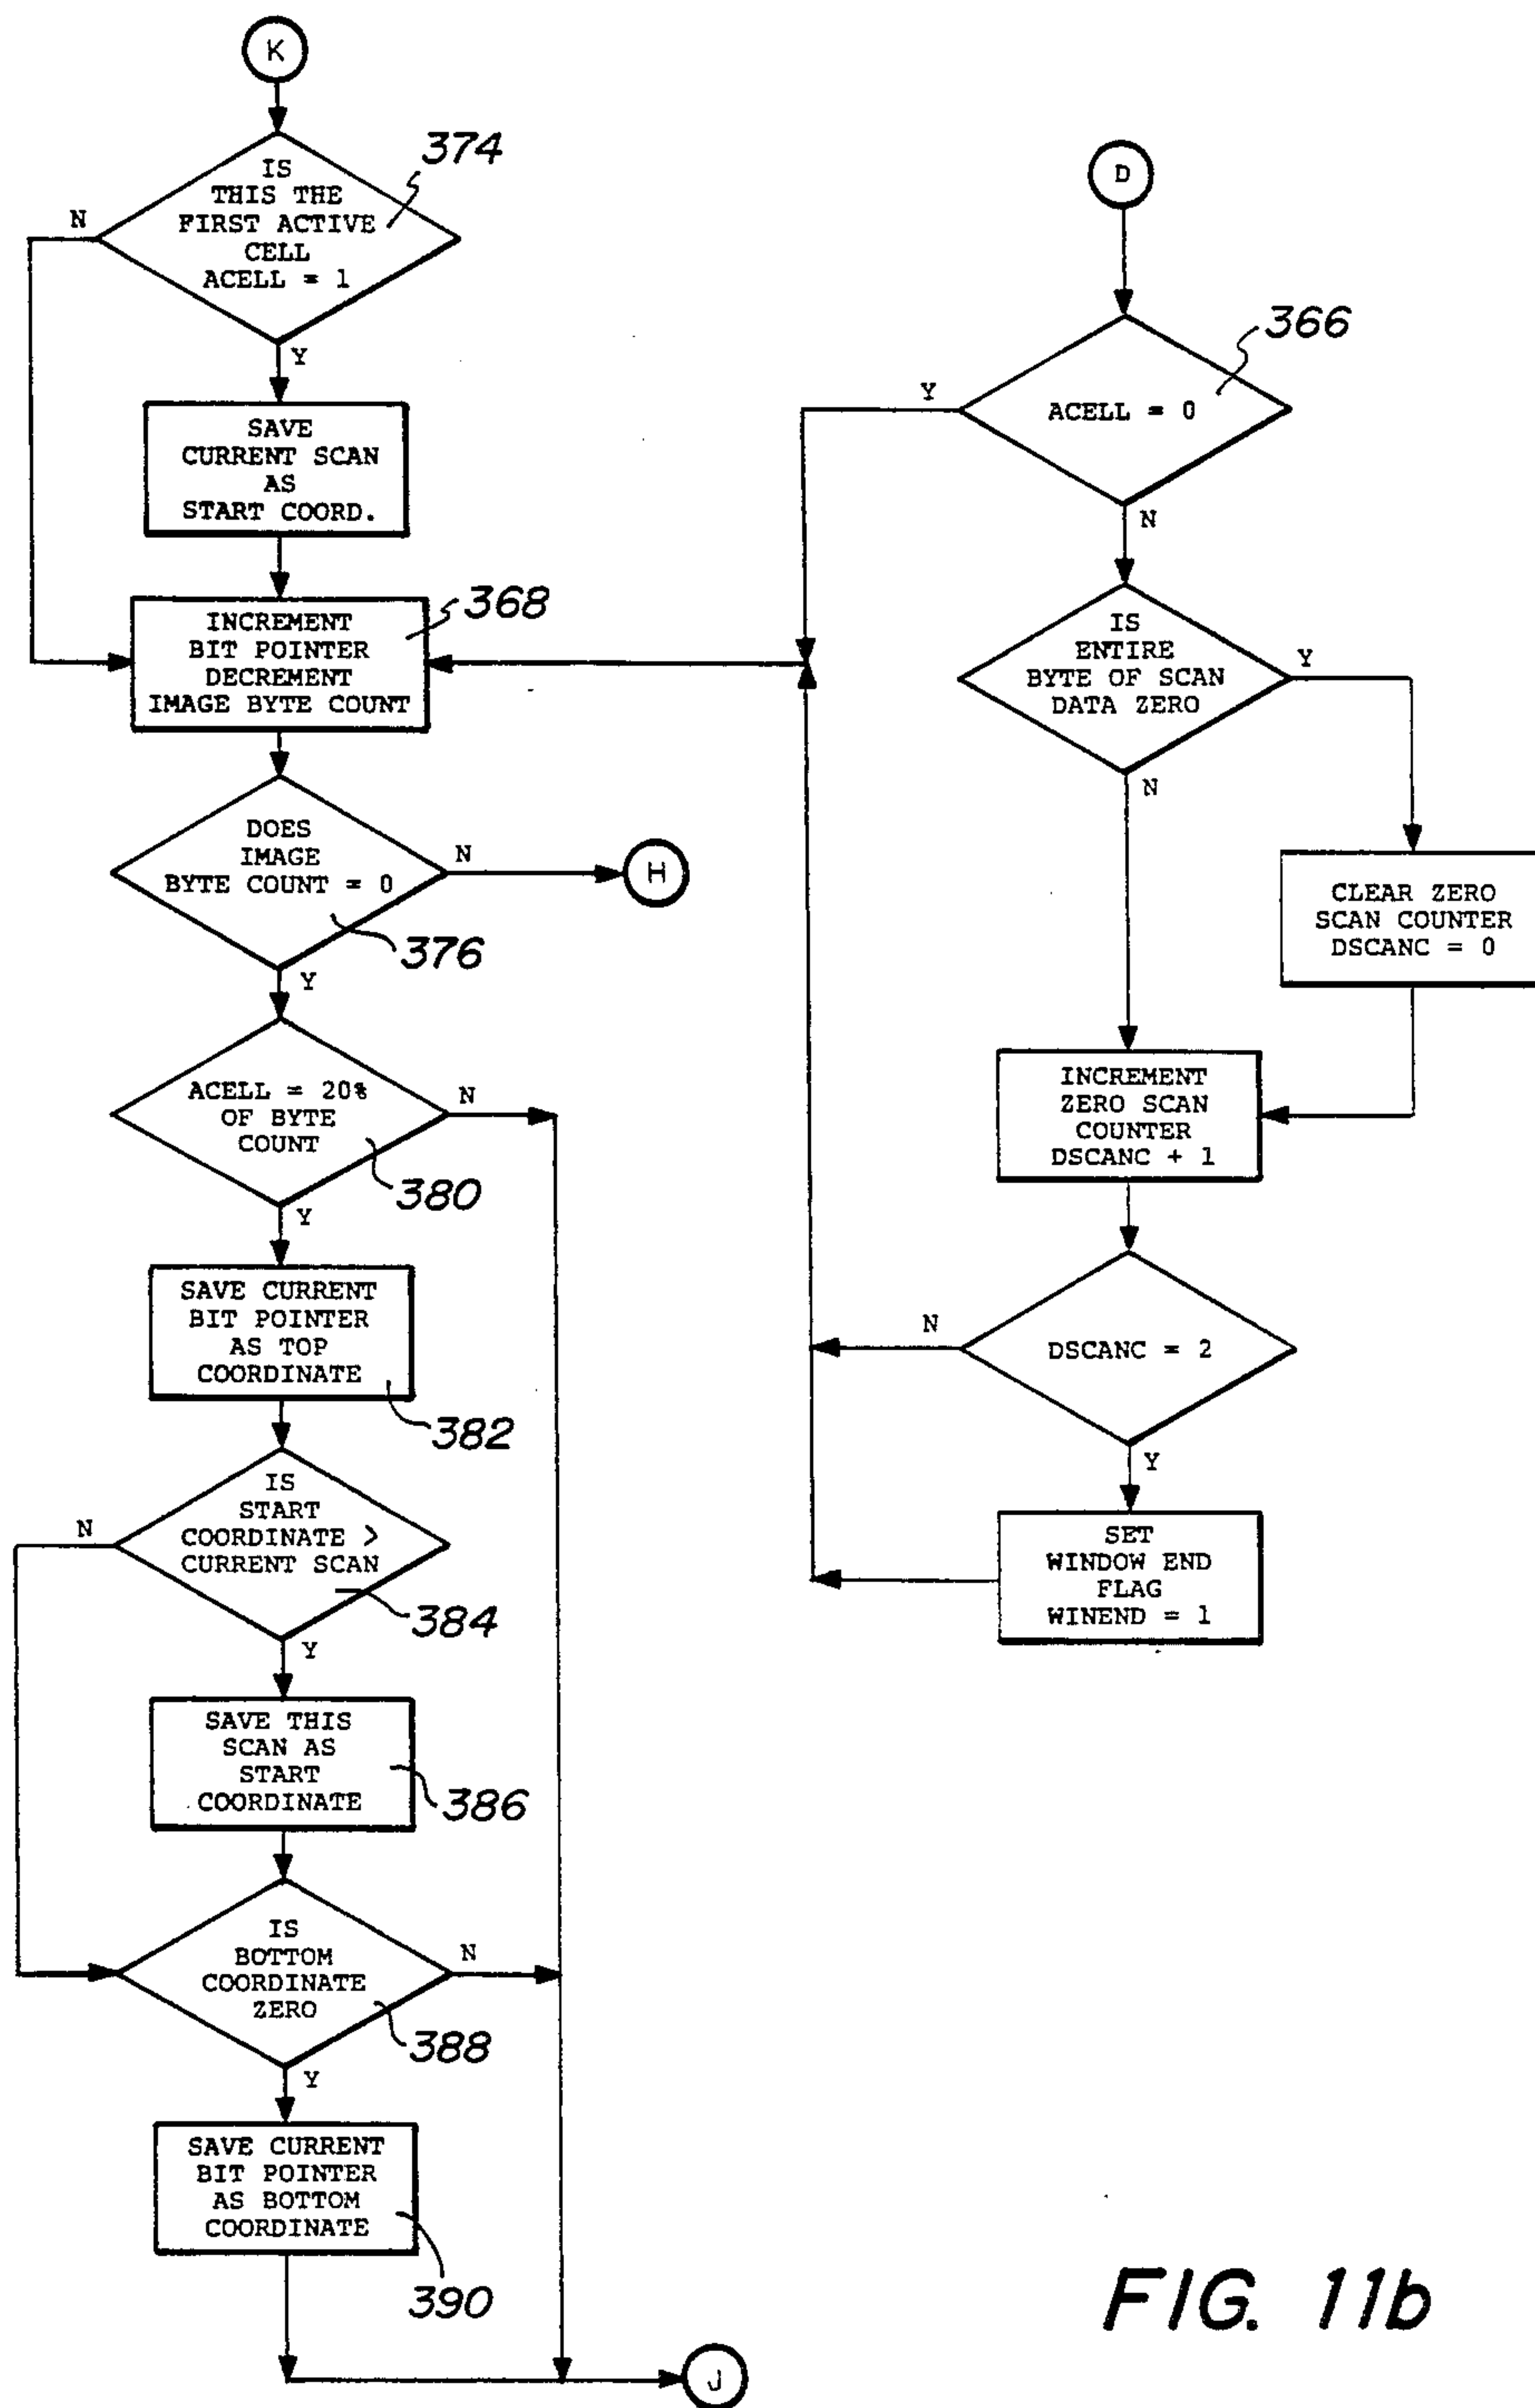 K
IS
THIS THE
FIRST ACTIVE
CELL
ACELL = 1
374
N
Y
SAVE
CURRENT SCAN
AS
START COORD.
INCREMENT
BIT POINTER
DECREMENT
IMAGE BYTE COUNT
368
DOES
IMAGE
BYTE COUNT = 0
376
N
H
Y
ACELL = 20%
OF BYTE
COUNT
380
N
Y
SAVE CURRENT
BIT POINTER
AS TOP
COORDINATE
382
IS
START
COORDINATE >
CURRENT SCAN
384
N
Y
SAVE THIS
SCAN AS
START
COORDINATE
386
IS
BOTTOM
COORDINATE
ZERO
388
N
Y
SAVE CURRENT
BIT POINTER
AS BOTTOM
COORDINATE
390
J
D
ACELL = 0
366
Y
N
IS
ENTIRE
BYTE OF SCAN
DATA ZERO
Y
N
CLEAR ZERO
SCAN COUNTER
DSCANC = 0
INCREMENT
ZERO SCAN
COUNTER
DSCANC + 1
DSCANC = 2
N
Y
SET
WINDOW END
FLAG
WINEND = 1
FIG. 11b